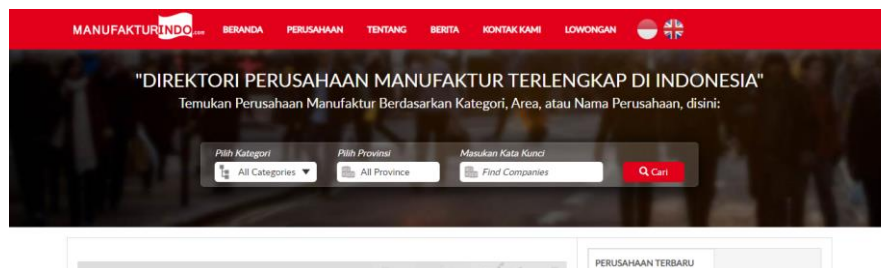 MANUFAKTURINDO.com BERANDA PERUSAHAAN TENTANG BERITA KONTAK KAMI LOWONGAN
"DIREKTORI PERUSAHAAN MANUFAKTUR TERLENGKAP DI INDONESIA"
Temukan Perusahaan Manufaktur Berdasarkan Kategori, Area, atau Nama Perusahaan, disini:
Pilih Kategori Pilih Provinsi Masukan Kata Kunci
All Categories All Province Find Companies Cari
PERUSAHAAN TERBARU